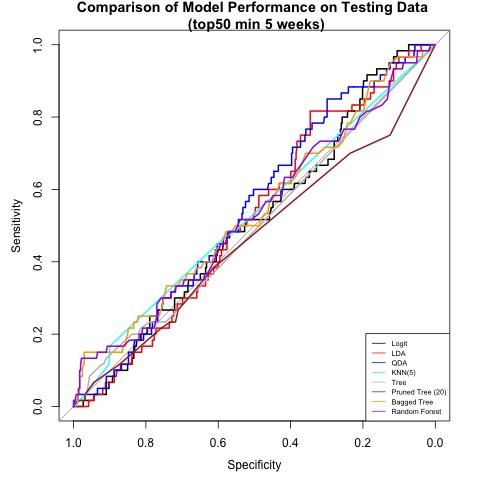 Comparison of Model Performance on Testing Data
(top50 min 5 weeks)
1.0
0.8
0.6
0.4
0.2
0.0
Sensitivity
Logit
LDA
QDA
KNN(5)
Tree
Pruned Tree (20)
Bagged Tree
Random Forest
1.0 0.8 0.6 0.4 0.2 0.0
Specificity